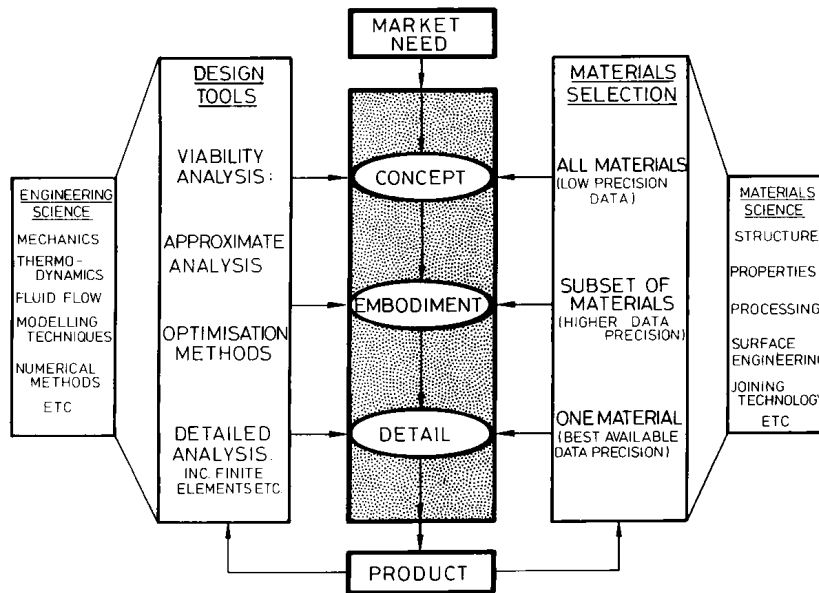 MARKET
NEED
DESIGN
TOOLS
VIABILITY
ANALYSIS:
APPROXIMATE
ANALYSIS
OPTIMISATION
METHODS
DETAILED
ANALYSIS.
INC. FINITE
ELEMENTS ETC.
ENGINEERING
SCIENCE
MECHANICS
THERMO-
DYNAMICS
FLUID FLOW
MODELLING
TECHNIQUES
NUMERICAL
METHODS
ETC
CONCEPT
EMBODIMENT
DETAIL
PRODUCT
MATERIALS
SELECTION
ALL MATERIALS
(LOW PRECISION
DATA)
SUBSET OF
MATERIALS
(HIGHER DATA
PRECISION)
ONE MATERIAL
(BEST AVAILABLE
DATA PRECISION)
MATERIALS
SCIENCE
STRUCTURE
PROPERTIES
PROCESSING
SURFACE
ENGINEERING
JOINING
TECHNOLOGY
ETC